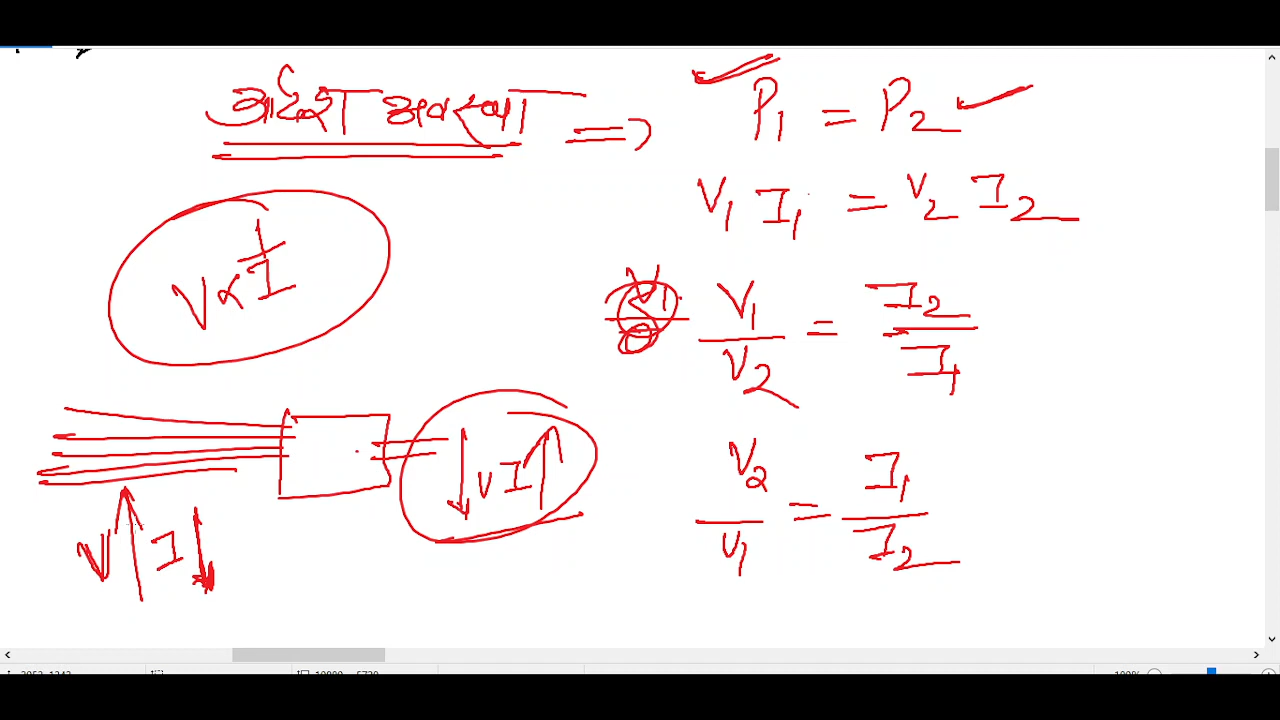 आदर्श अवस्था => P₁ = P₂
V₁ I₁ = V₂ I₂
V ∝ 1/I
V₁/V₂ = I₂/I₁
↓ V I ↑
V₂/V₁ = I₁/I₂
V ↑ I ↓